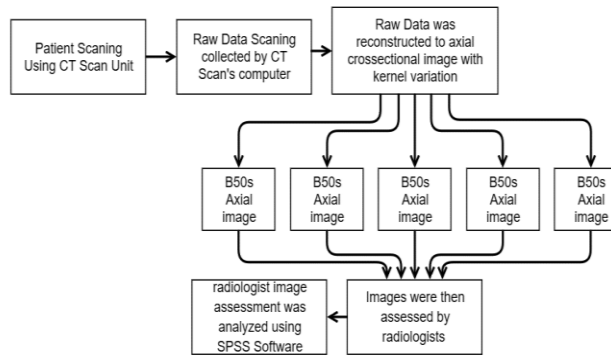 Patient Scaning
Using CT Scan Unit
Raw Data Scaning
collected by CT
Scan's computer
Raw Data was
reconstructed to axial
crossectional image with
kernel variation
B50s
Axial
image
B50s
Axial
image
B50s
Axial
image
B50s
Axial
image
B50s
Axial
image
radiologist image
assessment was
analyzed using
SPSS Software
Images were then
assessed by
radiologists